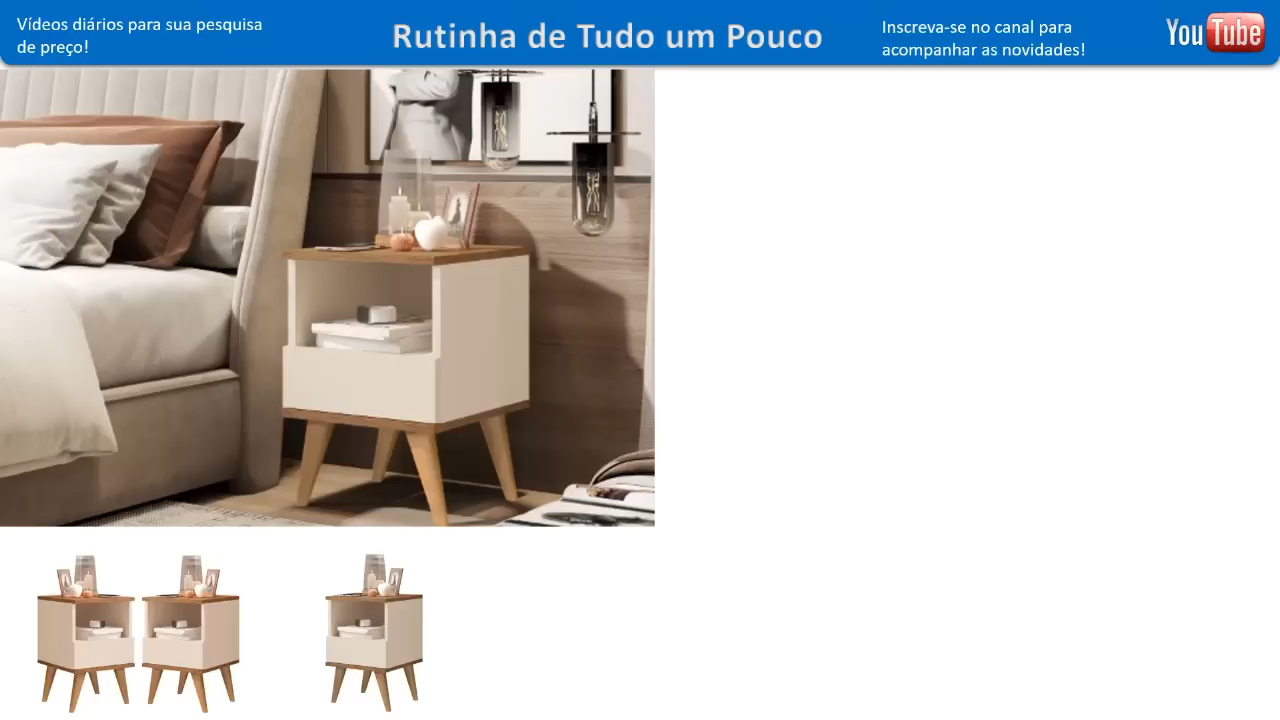 Vídeos diários para sua pesquisa
de preço!
Rutinha de Tudo um Pouco
Inscreva-se no canal para
acompanhar as novidades!
YouTube